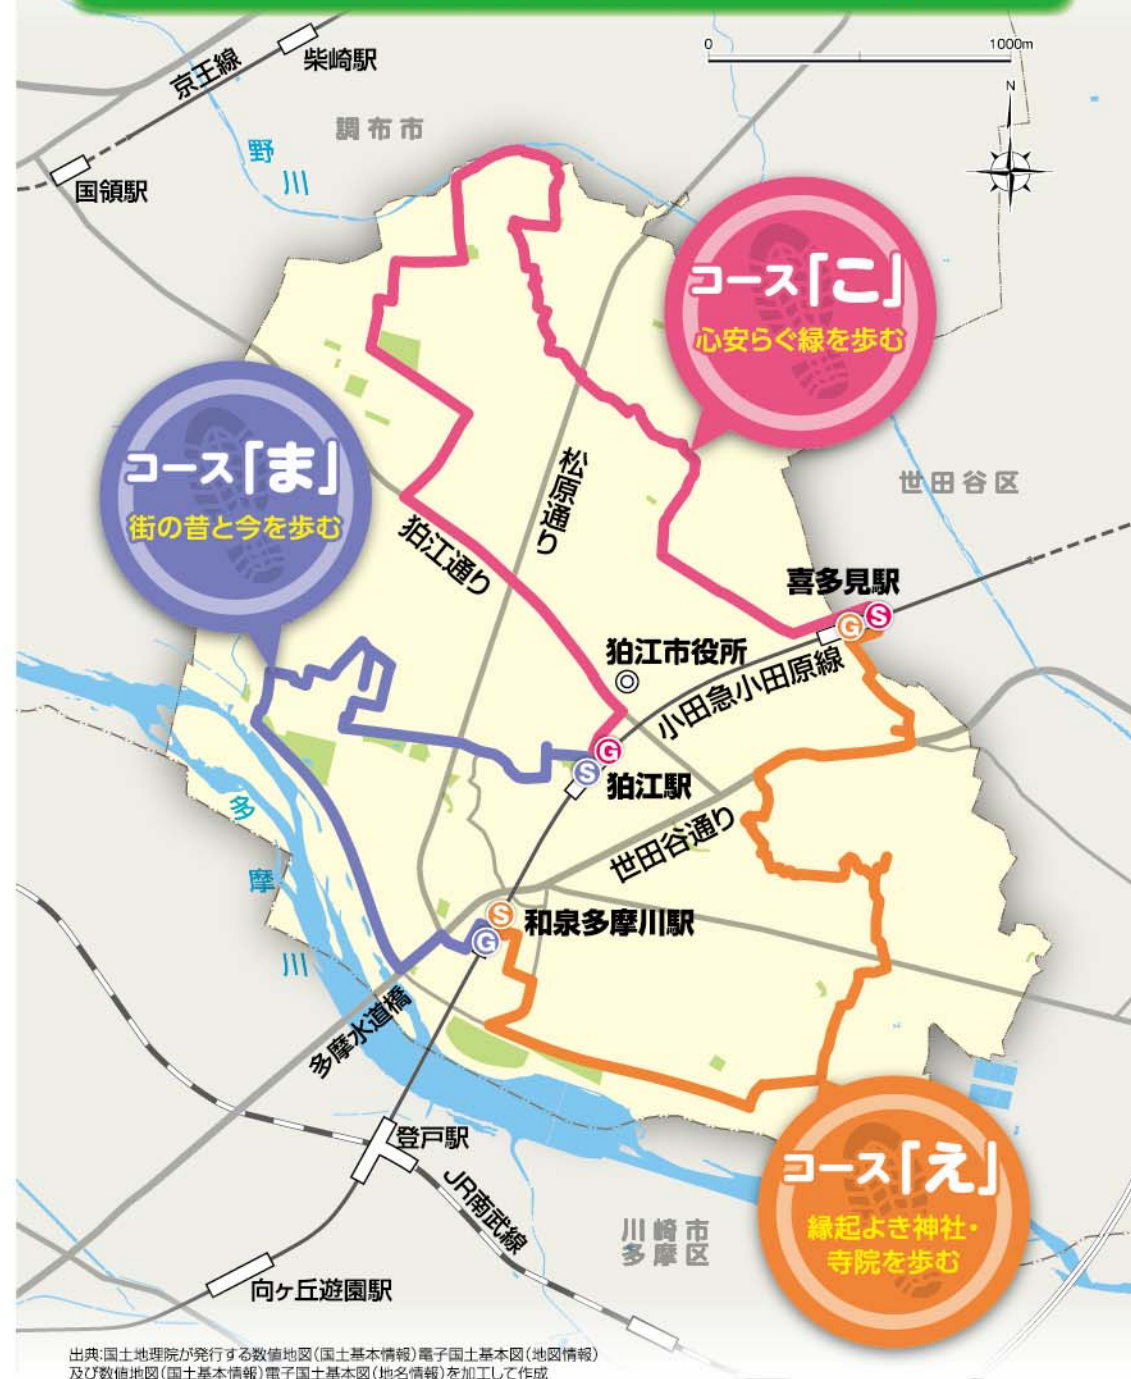 0 1000m
N
京王線
柴崎駅
調布市
野川
国領駅
コース「こ」
心安らぐ緑を歩む
コース「ま」
街の昔と今を歩む
松原通り
狛江通り
世田谷区
喜多見駅
S
G
狛江市役所
小田急小田原線
G
S
狛江駅
世田谷通り
多摩川
S
和泉多摩川駅
G
多摩水道橋
登戸駅
JR南武線
コース「え」
縁起よき神社・
寺院を歩む
川崎市
多摩区
向ヶ丘遊園駅
出典:国土地理院が発行する数値地図(国土基本情報)電子国土基本図(地図情報)
及び数値地図(国土基本情報)電子国土基本図(地名情報)を加工して作成